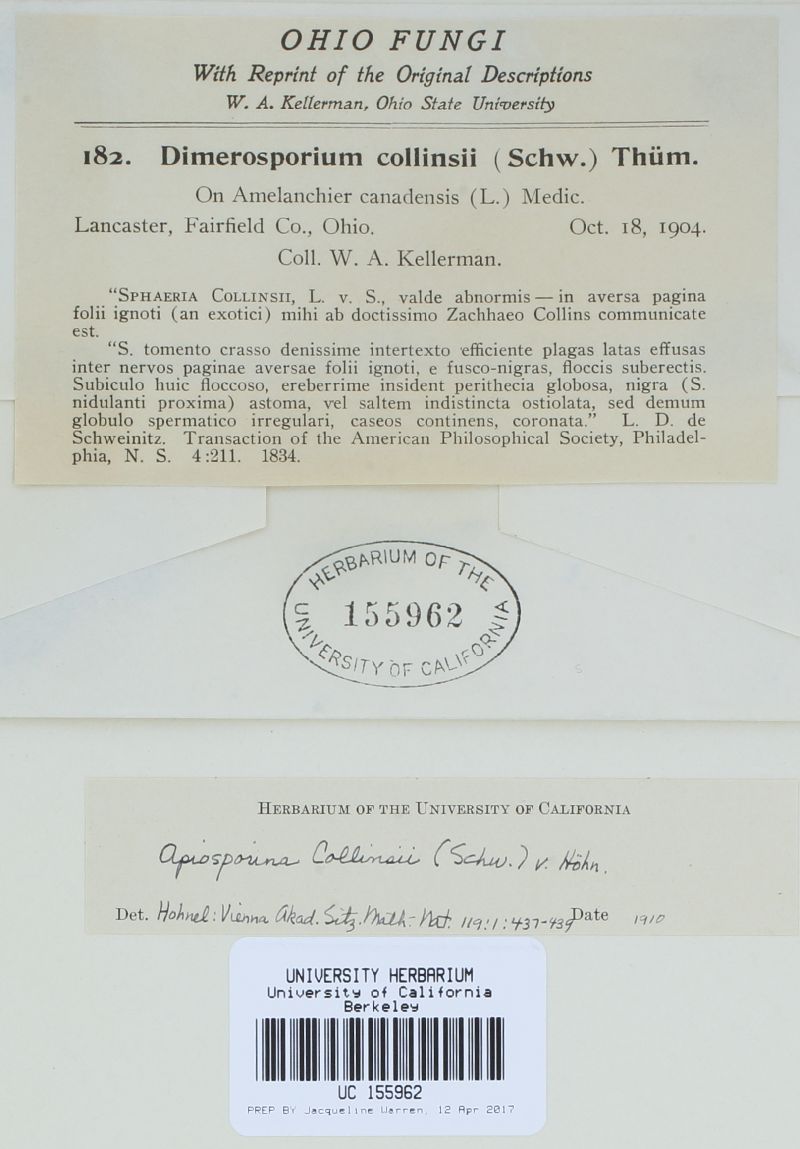 OHIO FUNGI
With Reprint of the Original Descriptions
W. A. Kellerman, Ohio State University
182. Dimerosporium collinsii (Schw.) Thüm.
On Amelanchier canadensis (L.) Medic.
Lancaster, Fairfield Co., Ohio. Oct. 18, 1904.
Coll. W. A. Kellerman.
"SPHAERIA COLLINSII, L. v. S., valde abnormis — in aversa pagina
folii ignoti (an exotici) mihi ab doctissimo Zachhaeo Collins communicate
est.
"S. tomento crasso denissime intertexto efficiente plagas latas effusas
inter nervos paginae aversae folii ignoti, e fusco-nigras, floccis suberectis.
Subiculo huic floccoso, ereberrime insident perithecia globosa, nigra (S.
nidulanti proxima) astoma, vel saltem indistincta ostiolata, sed demum
globulo spermatico irregulari, caseos continens, coronata." L. D. de
Schweinitz. Transaction of the American Philosophical Society, Philadel-
phia, N. S. 4:211. 1834.
HERBARIUM OF THE
155962
UNIVERSITY OF CALIFORNIA
HERBARIUM OF THE UNIVERSITY OF CALIFORNIA
Apiosporina Collinsii (Schw.) v. Höhn.
Det. Hohnel: Vienna Akad. Sitz. Math.-Nat. 119:1:437-439 Date 1910
UNIVERSITY HERBARIUM
University of California
Berkeley
UC 155962
PREP BY Jacqueline Warren, 12 Apr 2017